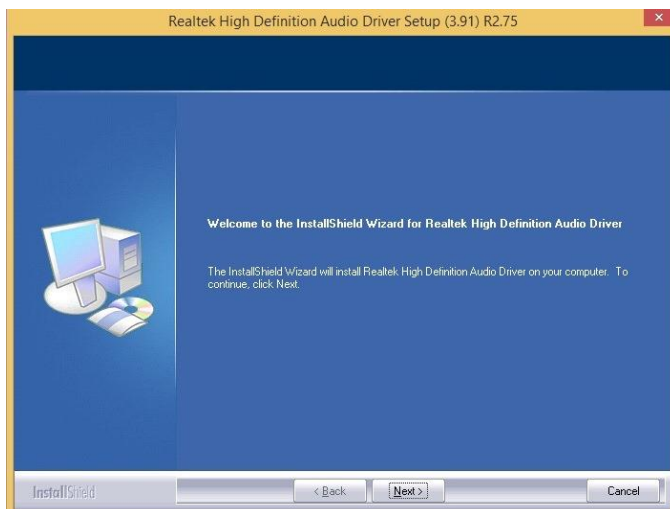 Realtek High Definition Audio Driver Setup (3.91) R2.75
Welcome to the InstallShield Wizard for Realtek High Definition Audio Driver
The InstallShield Wizard will install Realtek High Definition Audio Driver on your computer. To
continue, click Next.
InstallShield
< Back
Next >
Cancel